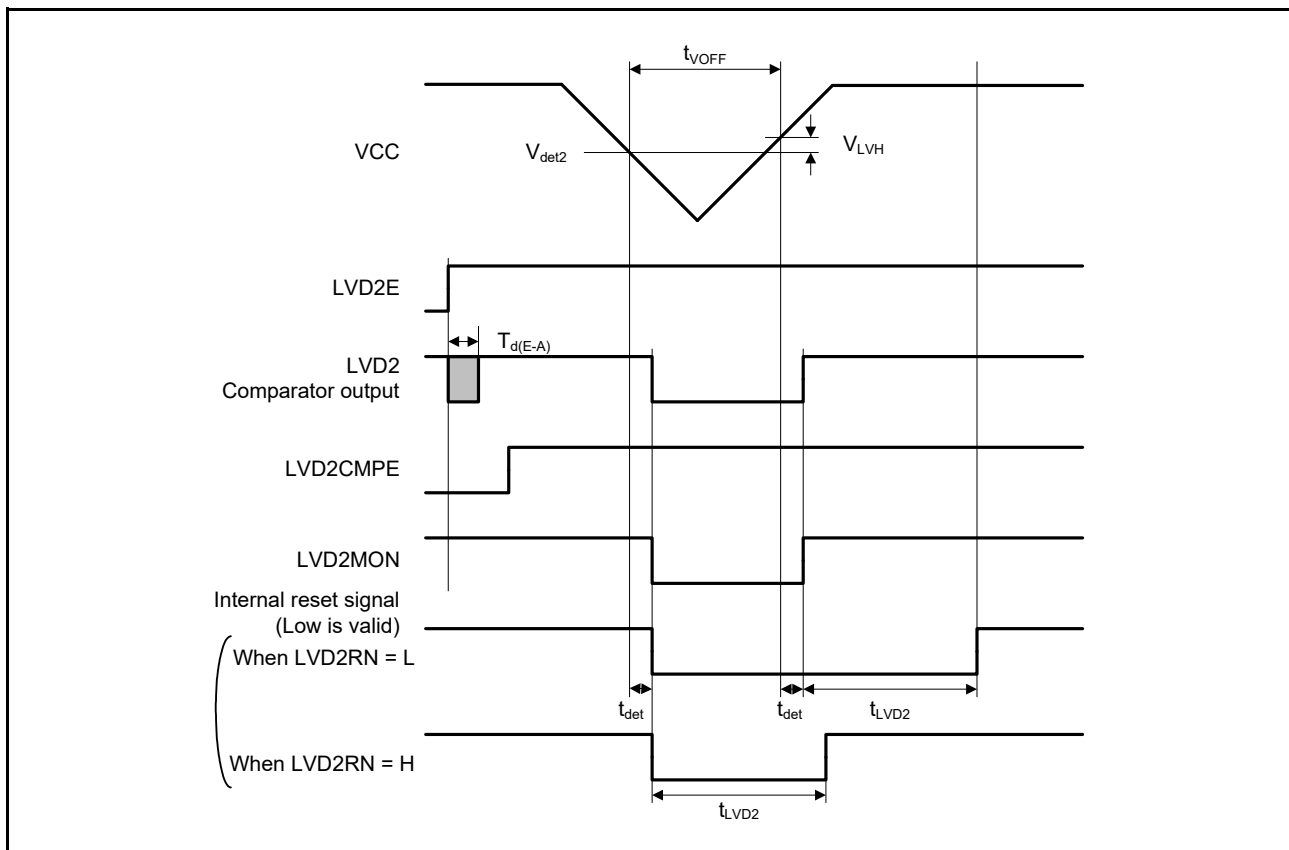 tVOFF
VCC
Vdet2
VLVH
LVD2E
Td(E-A)
LVD2
Comparator output
LVD2CMPE
LVD2MON
Internal reset signal
(Low is valid)
When LVD2RN = L
tdet
tdet
tLVD2
When LVD2RN = H
tLVD2